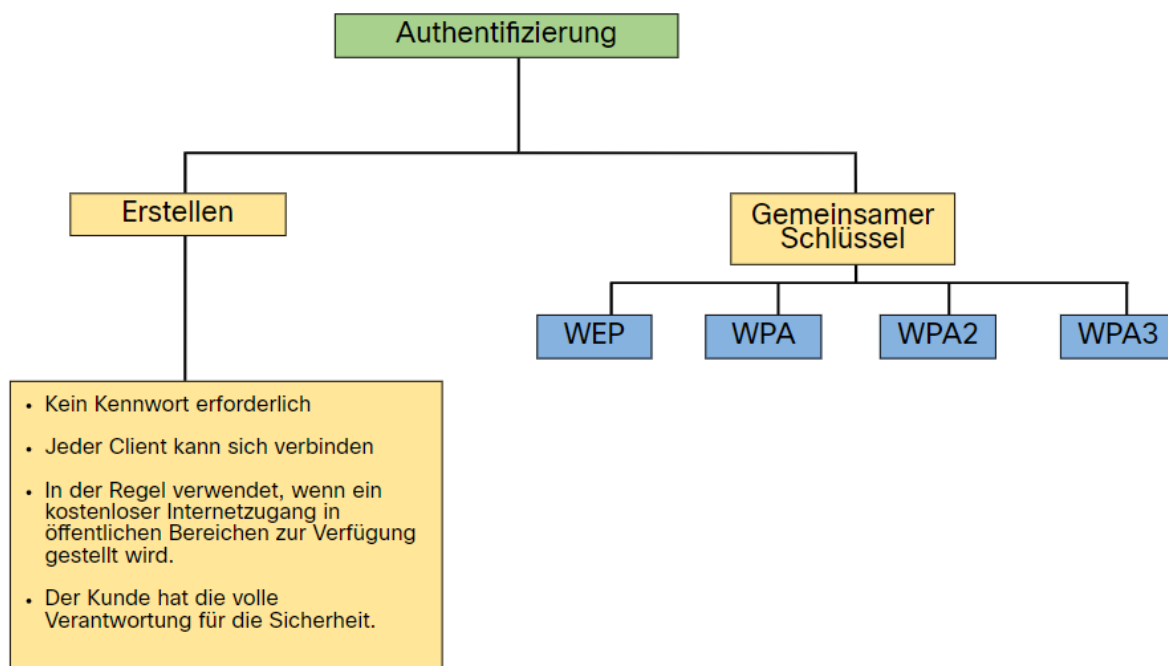 Authentifizierung
Erstellen
Gemeinsamer
Schlüssel
WEP
WPA
WPA2
WPA3
• Kein Kennwort erforderlich
• Jeder Client kann sich verbinden
• In der Regel verwendet, wenn ein
kostenloser Internetzugang in
öffentlichen Bereichen zur Verfügung
gestellt wird.
• Der Kunde hat die volle
Verantwortung für die Sicherheit.